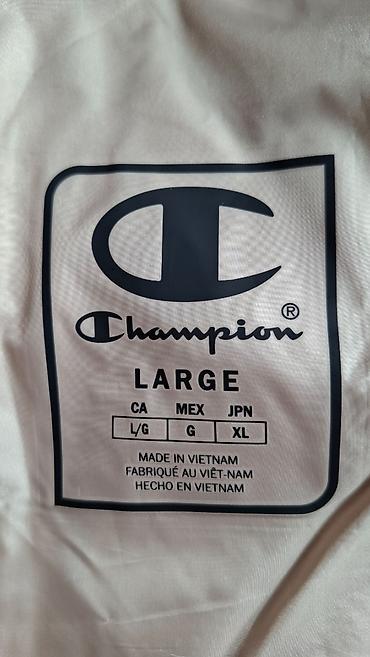 Champion®
LARGE
CA MEX JPN
L/G G XL
MADE IN VIETNAM
FABRIQUÉ AU VIÊT-NAM
HECHO EN VIETNAM